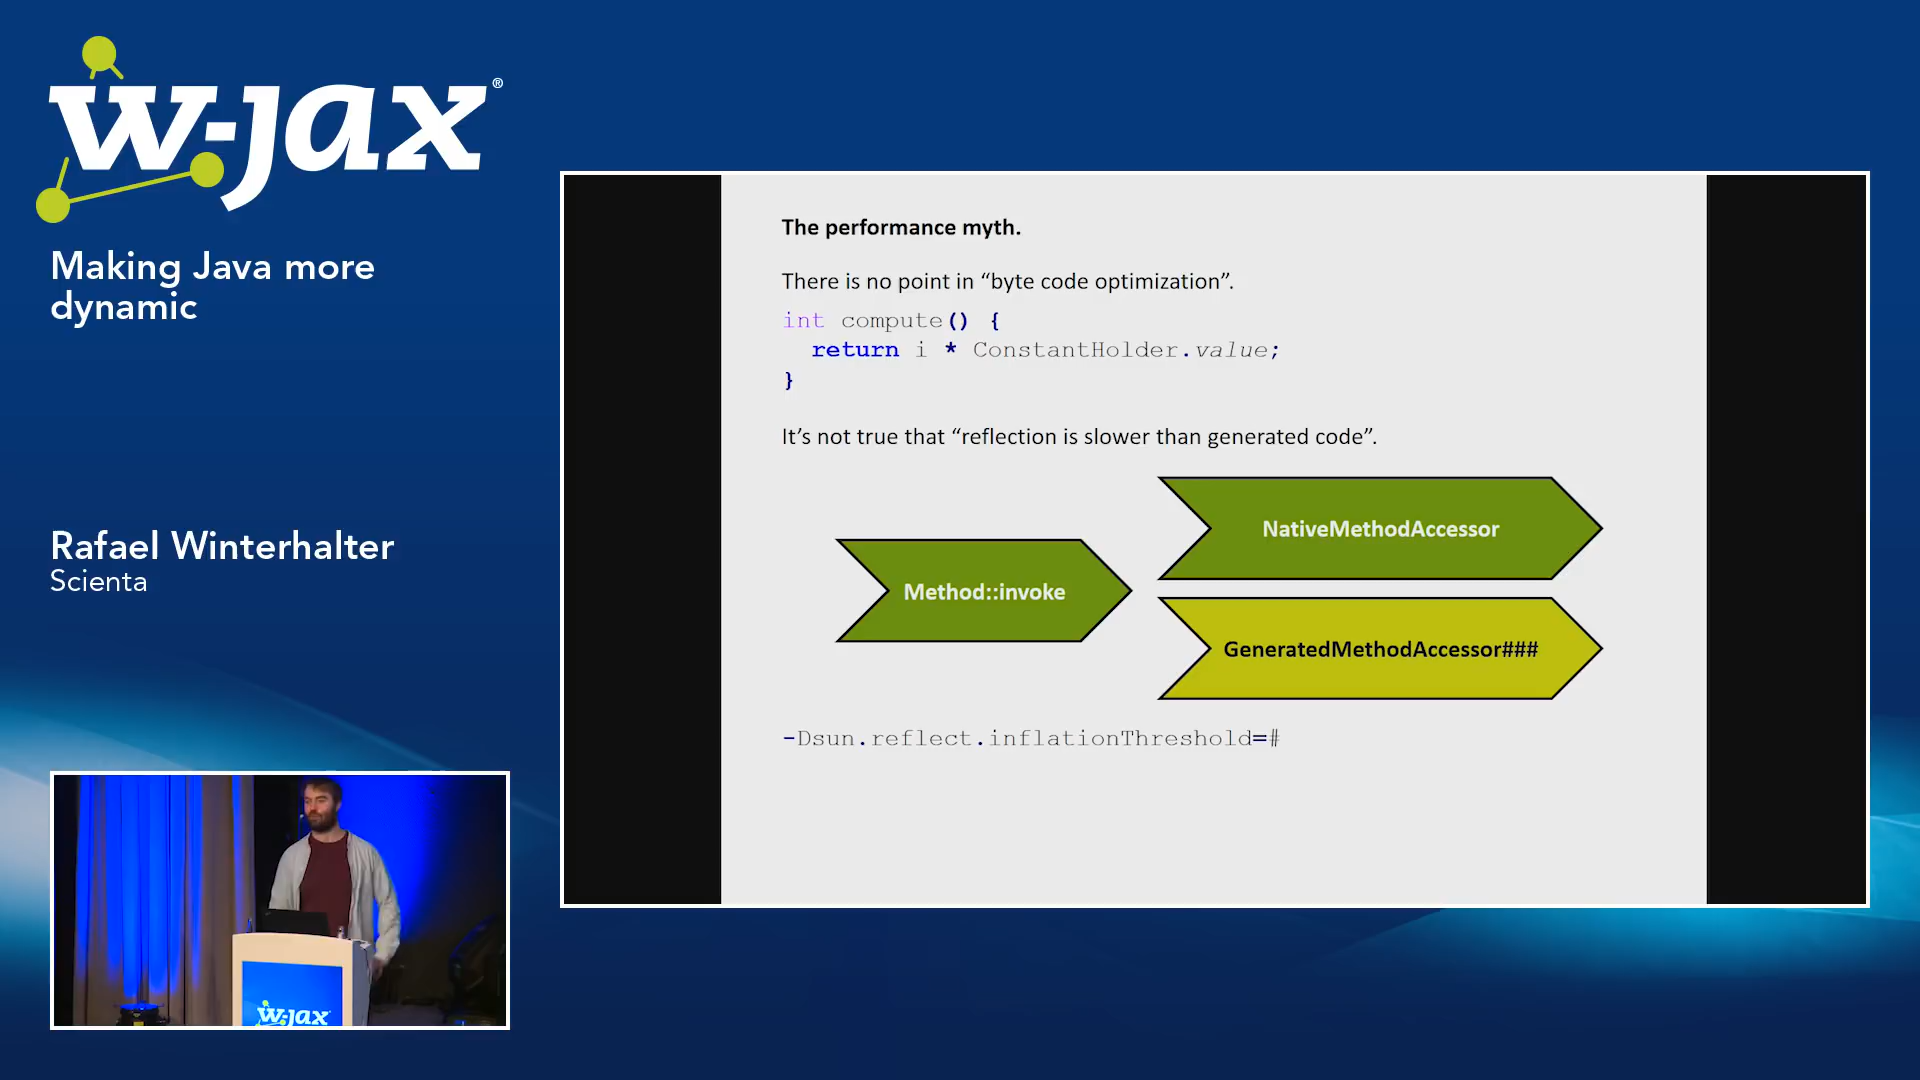 w-jax®
Making Java more
dynamic
Rafael Winterhalter
Scienta
The performance myth.
There is no point in “byte code optimization”.
int compute() {
return i * ConstantHolder.value;
}
It’s not true that “reflection is slower than generated code”.
NativeMethodAccessor
Method::invoke
GeneratedMethodAccessor###
-Dsun.reflect.inflationThreshold=#
w-jax